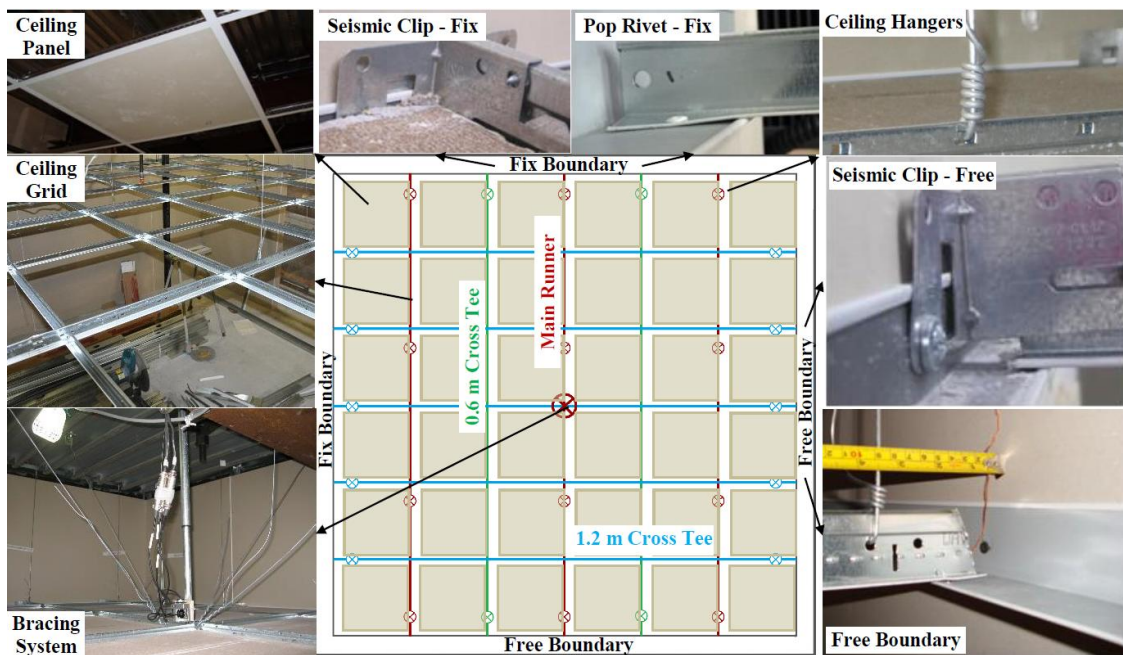 Ceiling
Panel
Seismic Clip - Fix
Pop Rivet - Fix
Ceiling Hangers
Fix Boundary
Ceiling
Grid
Seismic Clip - Free
0.6 m Cross Tee
Main Runner
Fix Boundary
Free Boundary
1.2 m Cross Tee
Bracing
System
Free Boundary
Free Boundary